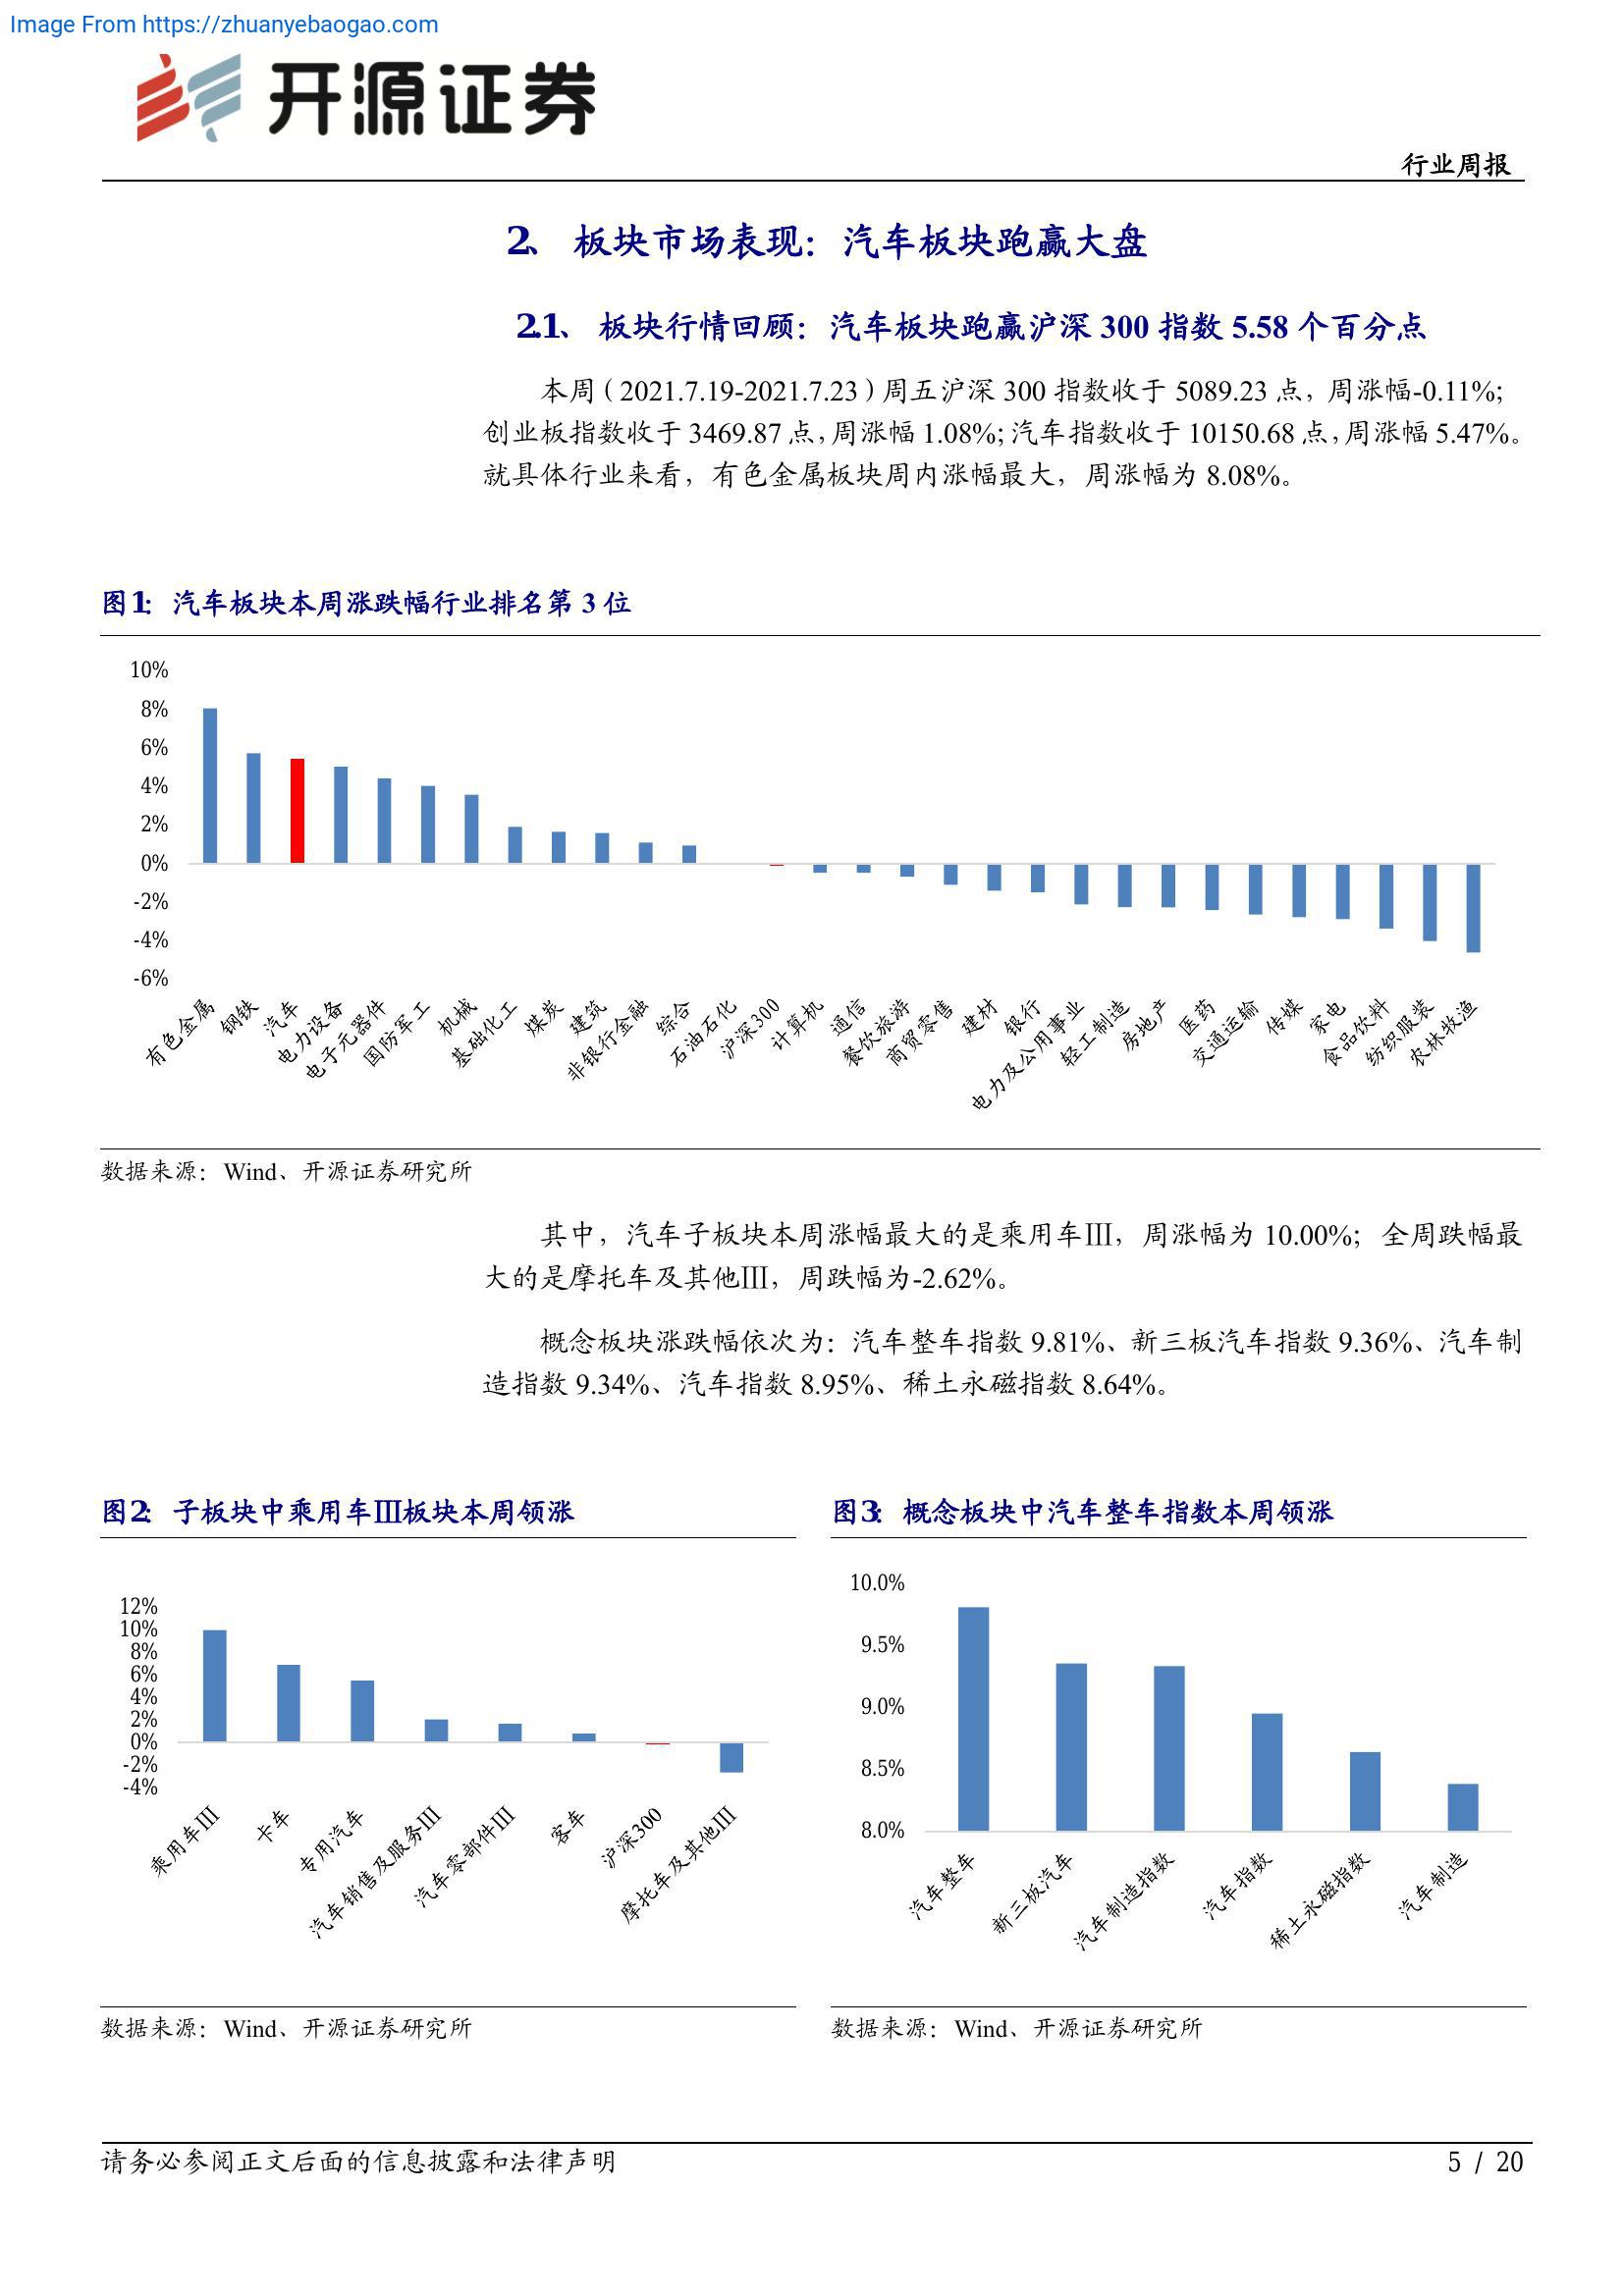 Image From https://zhuanyebaogao.com
开源证券
行业周报
2、 板块市场表现：汽车板块跑赢大盘
2.1、 板块行情回顾：汽车板块跑赢沪深 300 指数 5.58 个百分点
本周（2021.7.19-2021.7.23）周五沪深 300 指数收于 5089.23 点，周涨幅-0.11%；
创业板指数收于 3469.87 点，周涨幅 1.08%；汽车指数收于 10150.68 点，周涨幅 5.47%。
就具体行业来看，有色金属板块周内涨幅最大，周涨幅为 8.08%。
图1：汽车板块本周涨跌幅行业排名第 3 位
10%
8%
6%
4%
2%
0%
-2%
-4%
-6%
有色金属
钢铁
汽车
电力设备
电子元器件
国防军工
机械
基础化工
煤炭
建筑
非银行金融
综合
石油石化
沪深300
计算机
通信
餐饮旅游
商贸零售
建材
银行
电力及公用事业
轻工制造
房地产
医药
交通运输
传媒
家电
食品饮料
纺织服装
农林牧渔
数据来源：Wind、开源证券研究所
其中，汽车子板块本周涨幅最大的是乘用车Ⅲ，周涨幅为 10.00%；全周跌幅最
大的是摩托车及其他Ⅲ，周跌幅为-2.62%。
概念板块涨跌幅依次为：汽车整车指数 9.81%、新三板汽车指数 9.36%、汽车制
造指数 9.34%、汽车指数 8.95%、稀土永磁指数 8.64%。
图2：子板块中乘用车Ⅲ板块本周领涨
12%
10%
8%
6%
4%
2%
0%
-2%
-4%
乘用车Ⅲ
卡车
专用汽车
汽车销售及服务Ⅲ
汽车零部件Ⅲ
客车
沪深300
摩托车及其他Ⅲ
数据来源：Wind、开源证券研究所
图3：概念板块中汽车整车指数本周领涨
10.0%
9.5%
9.0%
8.5%
8.0%
汽车整车
新三板汽车
汽车制造指数
汽车指数
稀土永磁指数
汽车制造
数据来源：Wind、开源证券研究所
请务必参阅正文后面的信息披露和法律声明
5 / 20